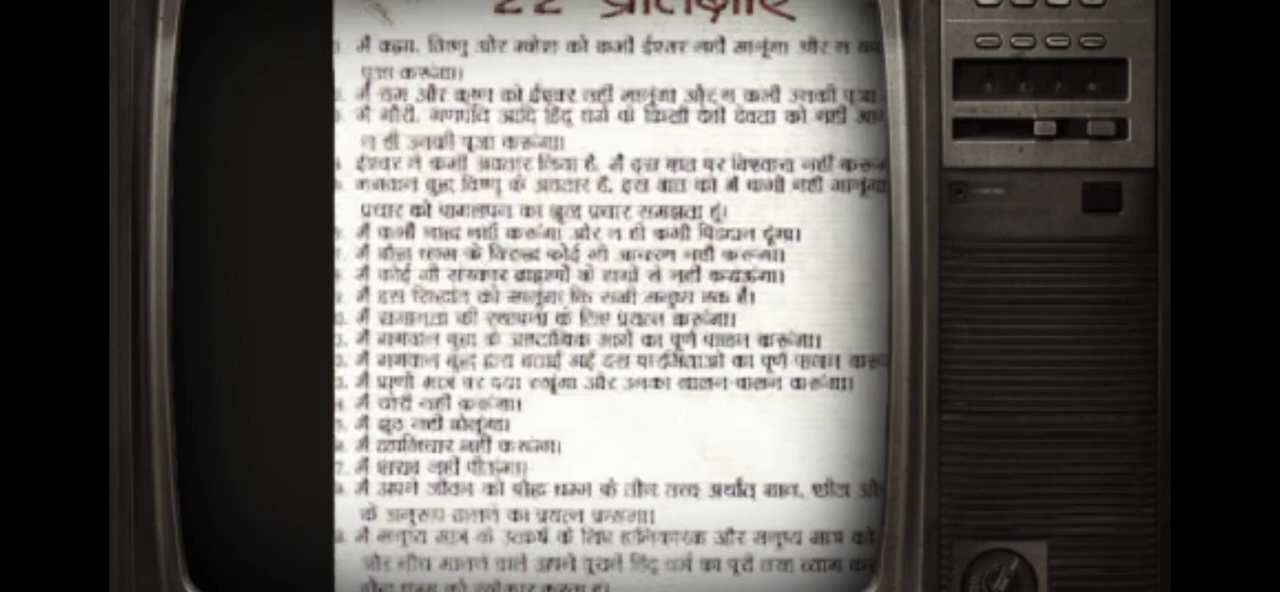 22 प्रतिज्ञाएं
मैं ब्रह्मा, विष्णु और महेश को कभी ईश्वर नहीं मानूंगा और न
पूजा करूंगा।
मैं राम और कृष्ण को ईश्वर नहीं मानूंगा और न कभी उनकी पूजा
मैं गौरी, गणपति आदि हिंदू धर्म के किसी देवी देवता को नहीं
न ही उनकी पूजा करूंगा।
ईश्वर ने कभी अवतार लिया है, मैं इस बात पर विश्वास नहीं
भगवान बुद्ध विष्णु के अवतार हैं, इस बात को मैं कभी नहीं मानूंगा
प्रचार को पागलपन का झूठा प्रचार समझता हूं।
मैं कभी श्राद्ध नहीं करूंगा और न ही कभी पिंडदान दूंगा।
मैं बौद्ध धम्म के विरुद्ध कोई भी आचरण नहीं करूंगा।
मैं कोई भी संस्कार ब्राह्मणों के हाथों से नहीं कराऊंगा।
मैं इस सिद्धांत को मानूंगा कि सभी मनुष्य एक हैं।
मैं समानता की स्थापना के लिए प्रयत्न करूंगा।
मैं भगवान बुद्ध के अष्टांगिक मार्ग का पूर्ण पालन करूंगा।
मैं भगवान बुद्ध द्वारा बताई गई दस पारमिताओं का पूर्ण पालन
मैं प्राणी मात्र पर दया रखूंगा और उनका लालन-पालन करूंगा।
मैं चोरी नहीं करूंगा।
मैं झूठ नहीं बोलूंगा।
मैं व्यभिचार नहीं करूंगा।
मैं शराब नहीं पीऊंगा।
मैं अपने जीवन को बौद्ध धम्म के तीन तत्व अर्थात् ज्ञान, शील
के अनुरूप ढालने का प्रयत्न करूंगा।
मैं मनुष्य मात्र के उत्कर्ष के लिए हानिकारक और मनुष्य मात्र को
और नीच मानने वाले अपने पुराने हिंदू धर्म का पूरी तरह त्याग
बौद्ध धम्म को स्वीकार करता हूं।